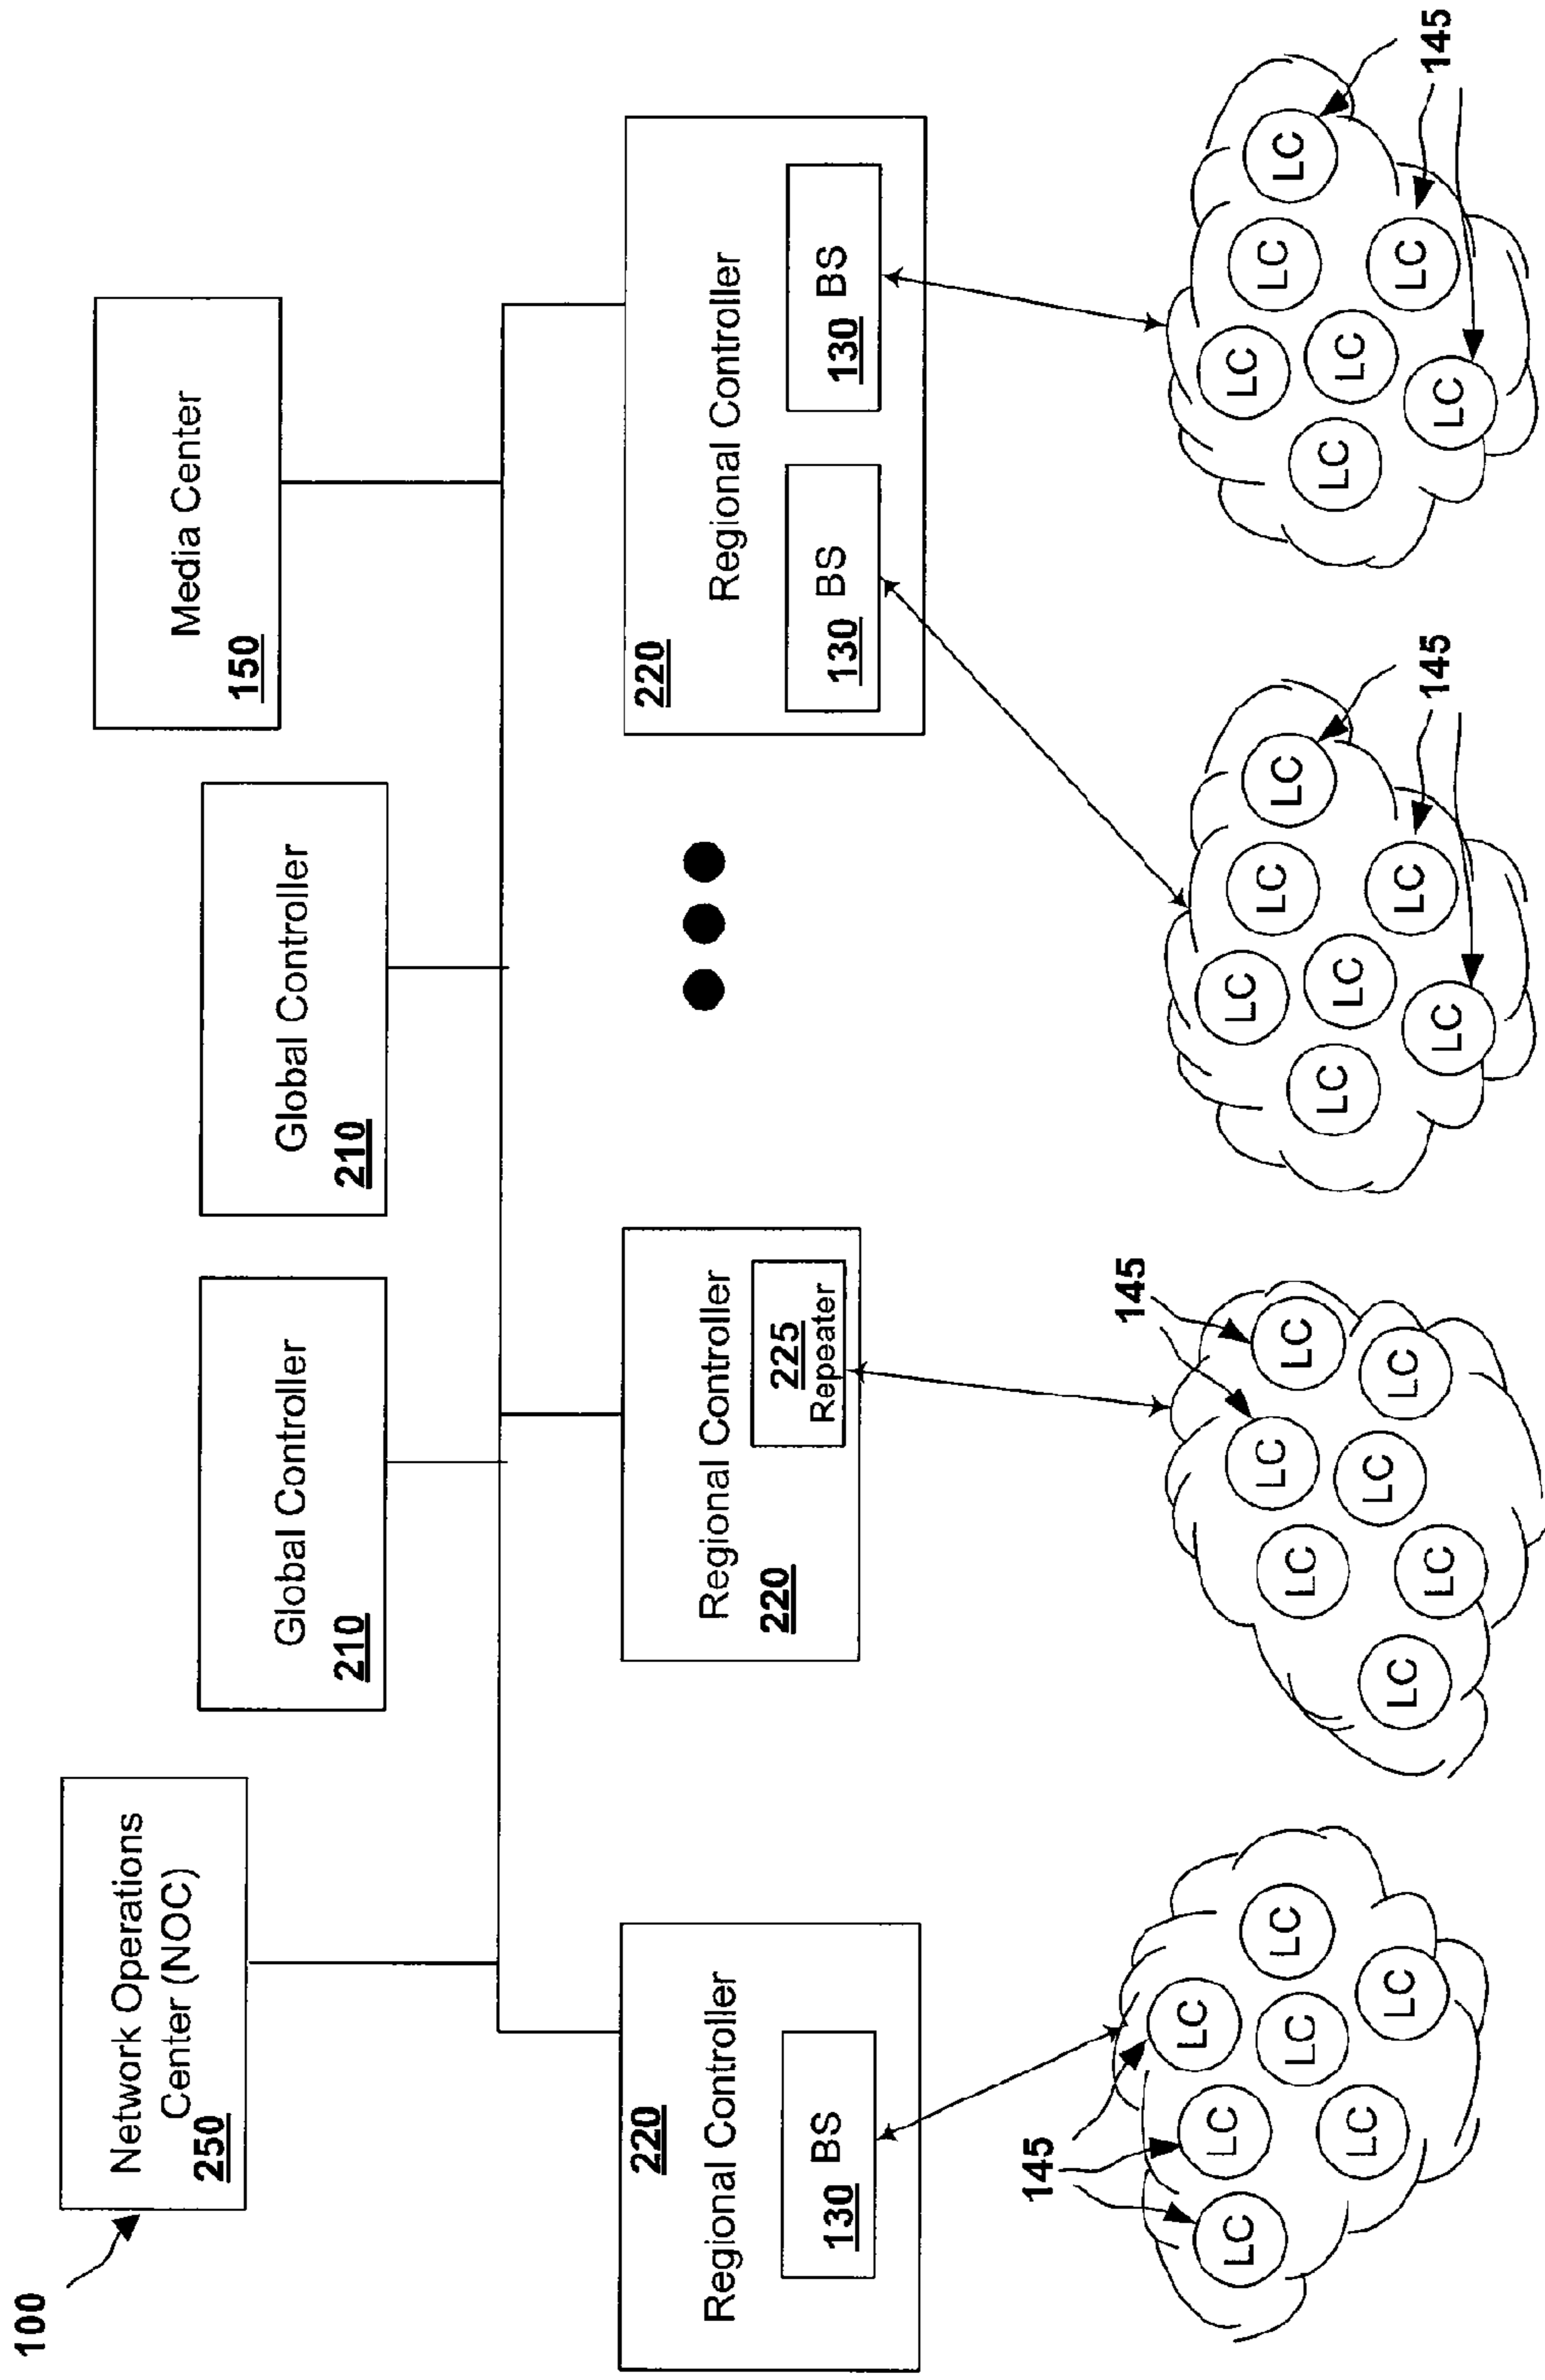 100
Network Operations
Center (NOC)
250
Global Controller
210
Global Controller
210
Media Center
150
220
Regional Controller
130 BS
Regional Controller
220
225
Repeater
220
Regional Controller
130 BS
130 BS
145
LC
LC
LC
LC
LC
LC
LC
145
LC
LC
LC
LC
LC
LC
LC
LC
LC
LC
LC
LC
LC
LC
145
LC
LC
LC
LC
LC
LC
LC
145